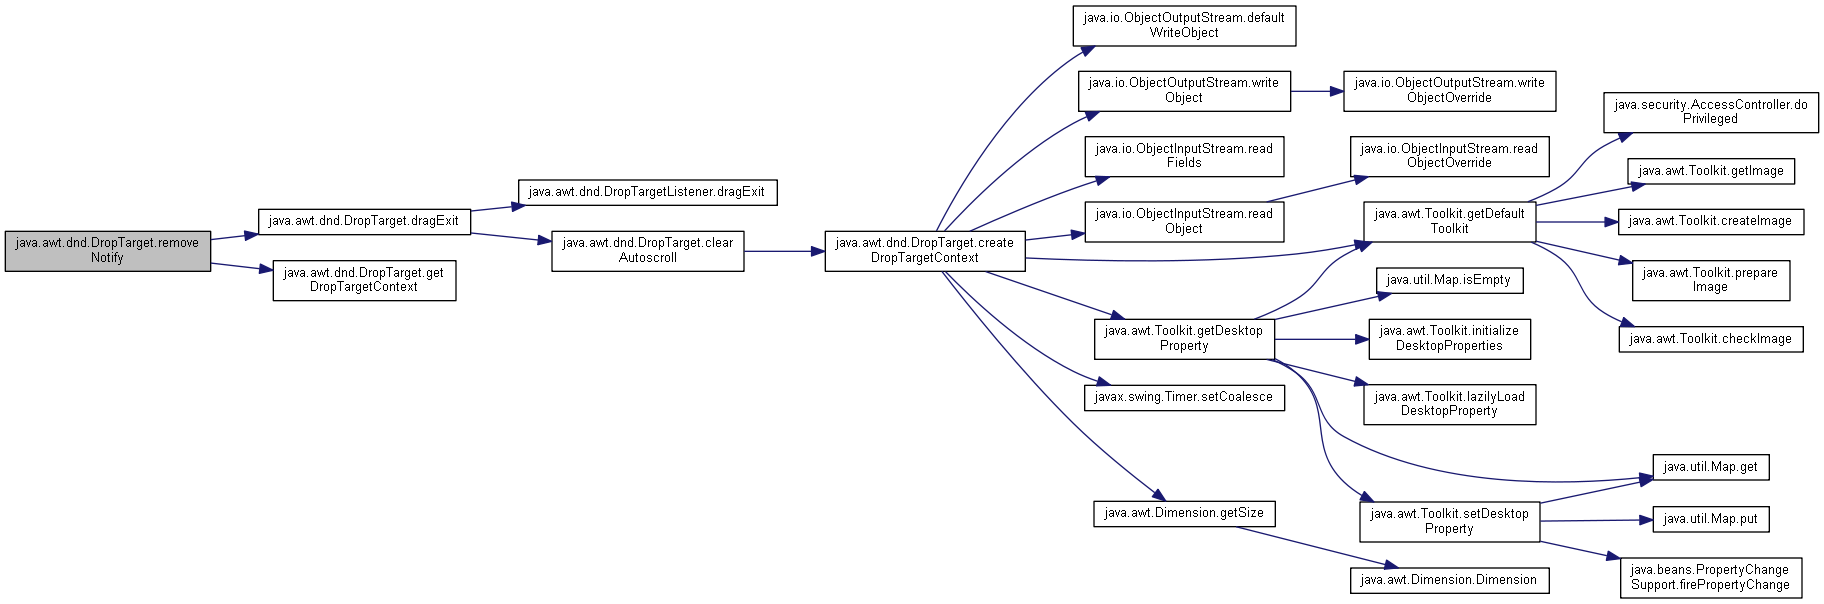 java.awt.dnd.DropTarget.remove
Notify
java.awt.dnd.DropTarget.dragExit
java.awt.dnd.DropTarget.get
DropTargetContext
java.awt.dnd.DropTargetListener.dragExit
java.awt.dnd.DropTarget.clear
Autoscroll
java.awt.dnd.DropTarget.create
DropTargetContext
java.io.ObjectOutputStream.default
WriteObject
java.io.ObjectOutputStream.write
Object
java.io.ObjectInputStream.read
Fields
java.io.ObjectInputStream.read
Object
java.awt.Toolkit.getDesktop
Property
javax.swing.Timer.setCoalesce
java.awt.Dimension.getSize
java.io.ObjectOutputStream.write
ObjectOverride
java.io.ObjectInputStream.read
ObjectOverride
java.awt.Toolkit.getDefault
Toolkit
java.util.Map.isEmpty
java.awt.Toolkit.initialize
DesktopProperties
java.awt.Toolkit.lazilyLoad
DesktopProperty
java.awt.Toolkit.setDesktop
Property
java.awt.Dimension.Dimension
java.security.AccessController.do
Privileged
java.awt.Toolkit.getImage
java.awt.Toolkit.createImage
java.awt.Toolkit.prepare
Image
java.awt.Toolkit.checkImage
java.util.Map.get
java.util.Map.put
java.beans.PropertyChange
Support.firePropertyChange